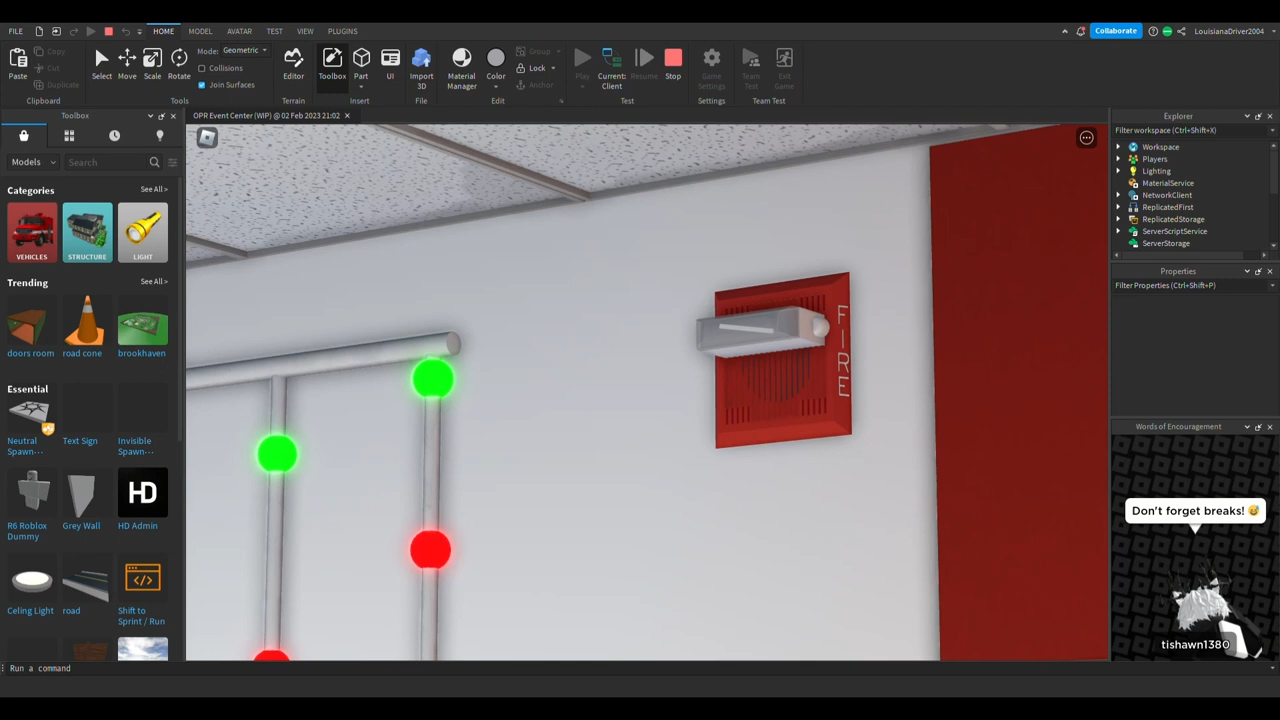 FILE HOME MODEL AVATAR TEST VIEW PLUGINS Collaborate LouisianaDriver2004
Paste Copy Cut Duplicate Select Move Scale Rotate Mode: Geometric Collisions Join Surfaces Editor Toolbox Part UI Import 3D Material Manager Color Group Lock Anchor Play Current: Client Resume Stop Game Settings Team Test Exit Game
Clipboard Tools Terrain Insert File Edit Test Settings Team Test
Toolbox
OPR Event Center (WIP) @ 02 Feb 2023 21:02
Models Search
Categories See All >
VEHICLES STRUCTURE LIGHT
Trending See All >
doors room road cone brookhaven
Essential See All >
Neutral Spawn-·· Text Sign Invisible Spawn-··
HD
R6 Roblox Dummy Grey Wall HD Admin
Celing Light road Shift to Sprint / Run
FIRE
Explorer
Filter workspace (Ctrl+Shift+X)
Workspace
Players
Lighting
MaterialService
NetworkClient
ReplicatedFirst
ReplicatedStorage
ServerScriptService
ServerStorage
Properties
Filter Properties (Ctrl+Shift+P)
Words of Encouragement
Don't forget breaks! 😅
tishawn1380
Run a command